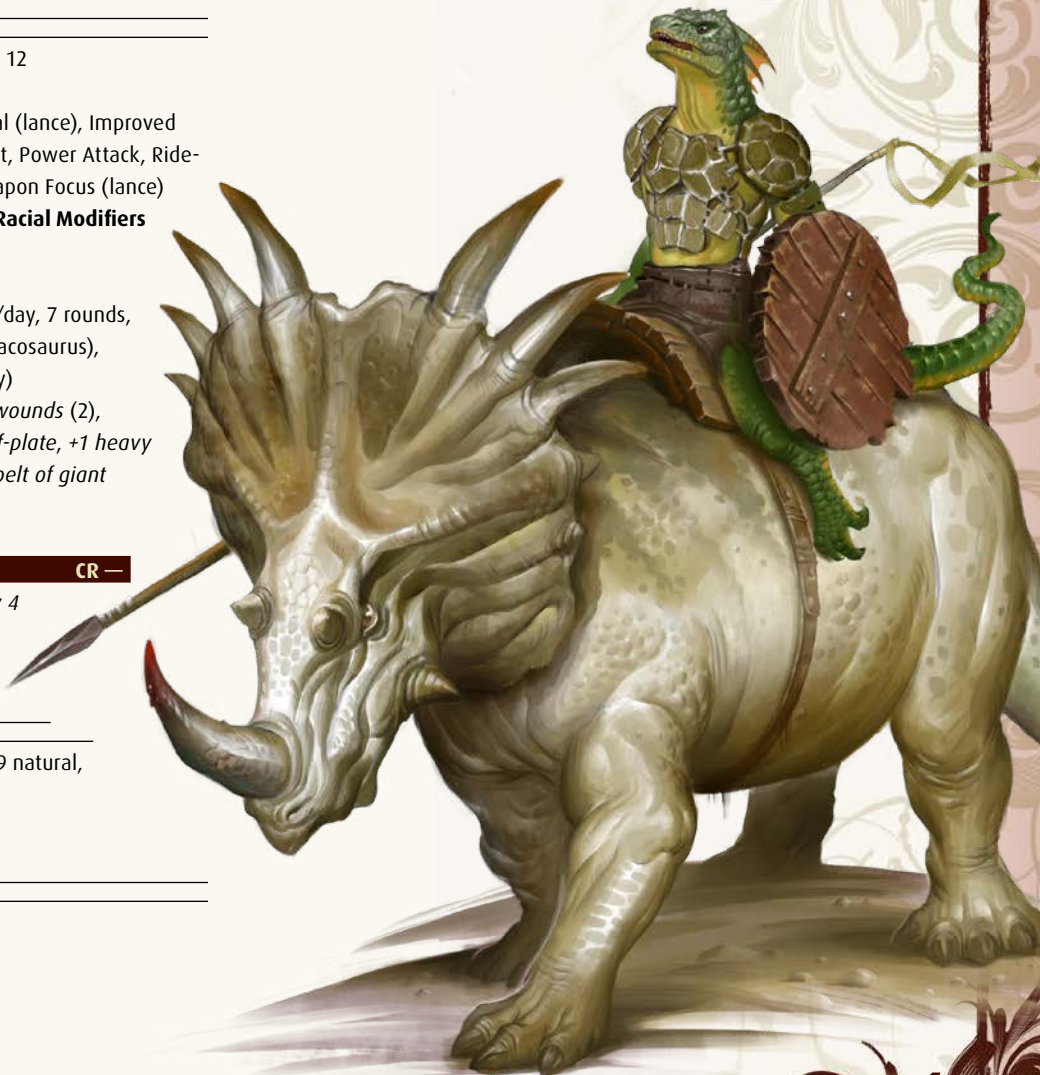 12
al (lance), Improved
t, Power Attack, Ride-
apon Focus (lance)
Racial Modifiers
/day, 7 rounds,
acosaurus),
y)
wounds (2),
f-plate, +1 heavy
belt of giant
CR —
4
9 natural,